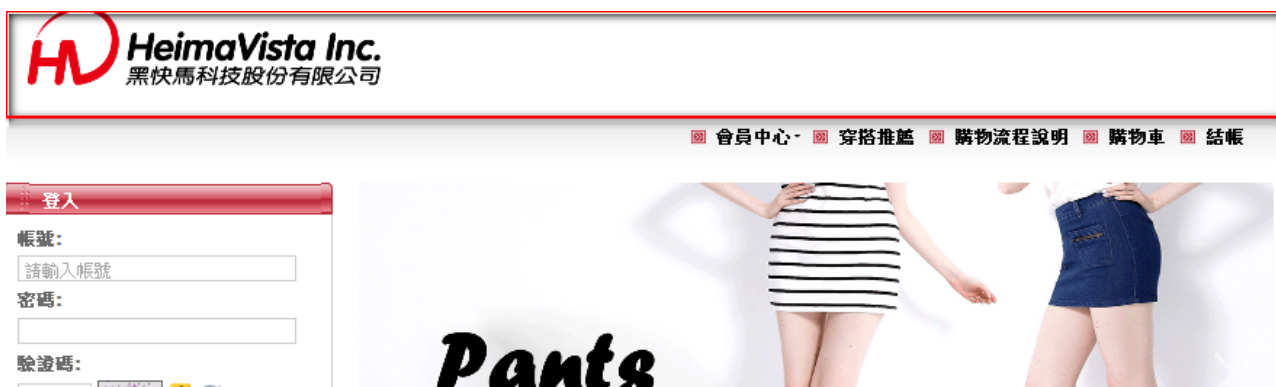 HeimaVista Inc.
黑快馬科技股份有限公司
會員中心 穿搭推薦 購物流程說明 購物車 結帳
登入
帳號:
請輸入帳號
密碼:
驗證碼:
Pants